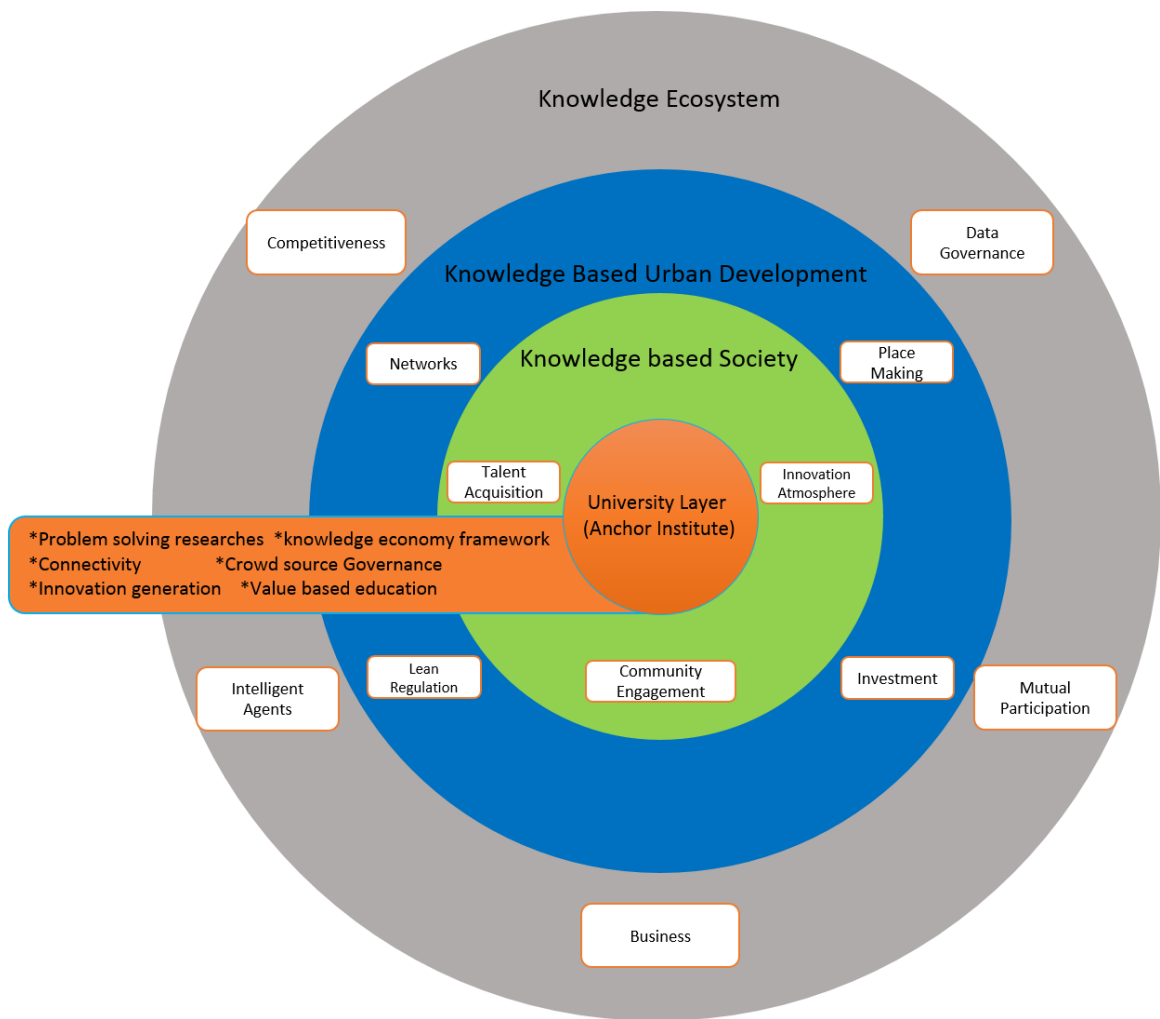 Knowledge Ecosystem
Competitiveness
Data
Governance
Knowledge Based Urban Development
Networks
Place
Making
Knowledge based Society
Talent
Acquisition
Innovation
Atmosphere
University Layer
(Anchor Institute)
*Problem solving researches *knowledge economy framework
*Connectivity *Crowd source Governance
*Innovation generation *Value based education
Intelligent
Agents
Lean
Regulation
Community
Engagement
Investment
Mutual
Participation
Business